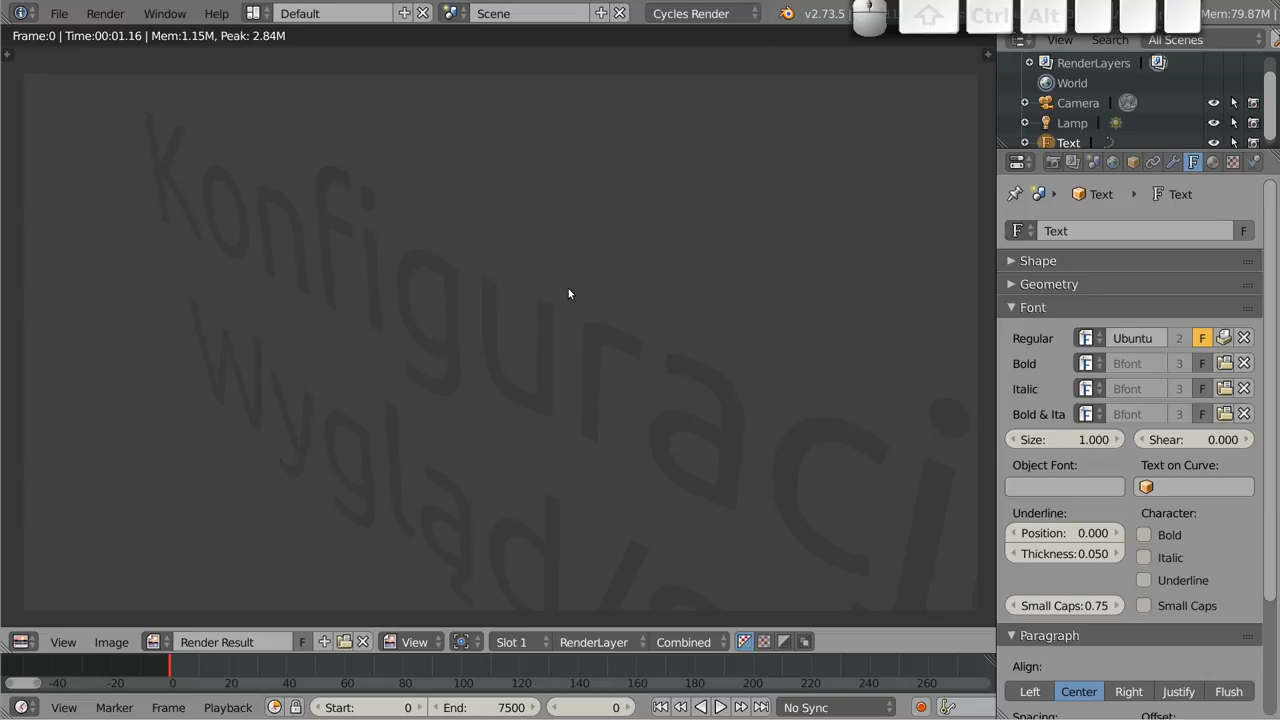 File Render Window Help Default Scene Cycles Render v2.73.5 Mem:79.87M
Ctrl Alt
Frame:0 | Time:00:01.16 | Mem:1.15M, Peak: 2.84M
View Search All Scenes
RenderLayers
World
Camera
Lamp
Text
Text Text
F Text F
Shape
Geometry
Font
Regular F Ubuntu 2 F
Bold F Bfont 3 F
Italic F Bfont 3 F
Bold & Ita F Bfont 3 F
Size: 1.000 Shear: 0.000
Object Font: Text on Curve:
Underline: Character:
Position: 0.000 Bold
Thickness:0.050 Italic
Underline
Small Caps: 0.75 Small Caps
Paragraph
Align:
Left Center Right Justify Flush
Spacing: Offset:
Konfiguracj
View Image Render Result F View Slot 1 RenderLayer Combined
-40 -20 0 20 40 60 80 100 120 140 160 180 200 220 240 260
View Marker Frame Playback Start: 0 End: 7500 0 No Sync